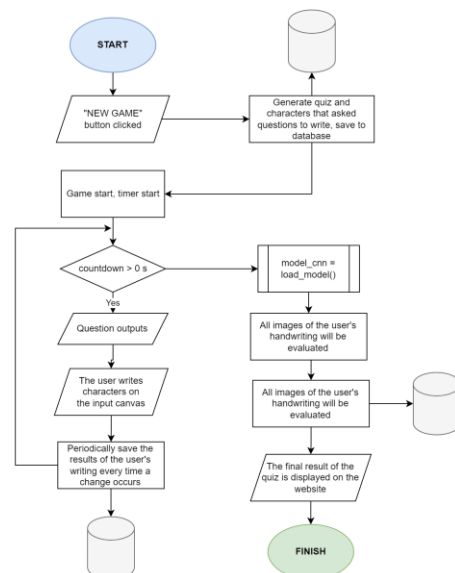 START
"NEW GAME"
button clicked
Generate quiz and
characters that asked
questions to write, save to
database
Game start, timer start
countdown > 0 s
Yes
Question outputs
The user writes
characters on
the input canvas
Periodically save the
results of the user's
writing every time a
change occurs
model_cnn =
load_model()
All images of the user's
handwriting will be
evaluated
All images of the user's
handwriting will be
evaluated
The final result of the
quiz is displayed on the
website
FINISH